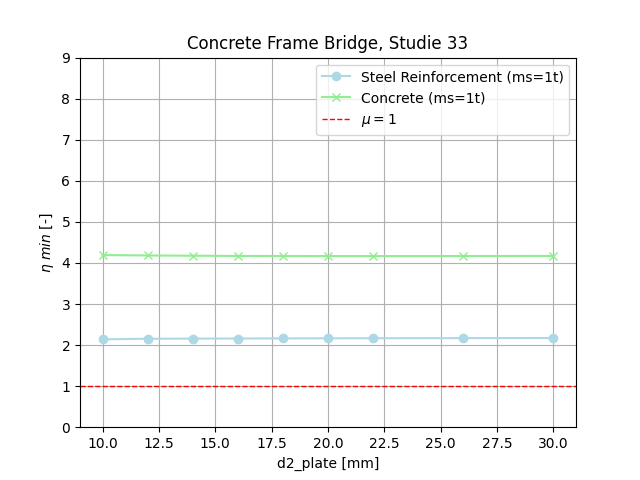 Concrete Frame Bridge, Studie 33
Steel Reinforcement (ms=1t)
Concrete (ms=1t)
μ = 1
9
8
7
6
5
4
3
2
1
0
η min [-]
10.0 12.5 15.0 17.5 20.0 22.5 25.0 27.5 30.0
d2_plate [mm]